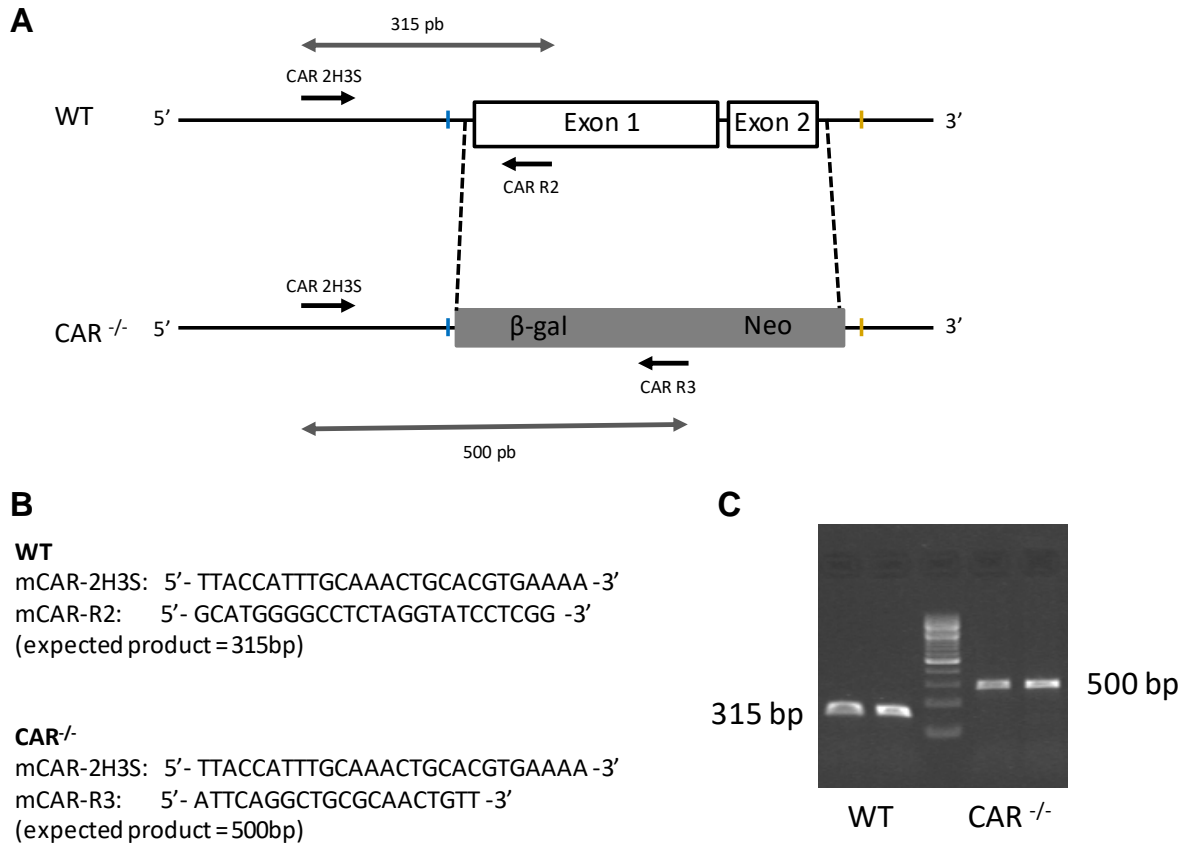 A
315 pb
CAR 2H3S
WT 5’ Exon 1 Exon 2 3’
CAR R2
CAR 2H3S
CAR -/- 5’ β-gal Neo 3’
CAR R3
500 pb
B
WT
mCAR-2H3S: 5’- TTACCATTTGCAAACTGCACGTGAAAA -3’
mCAR-R2: 5’- GCATGGGGCCTCTAGGTATCCTCGG -3’
(expected product = 315bp)
CAR-/-
mCAR-2H3S: 5’- TTACCATTTGCAAACTGCACGTGAAAA -3’
mCAR-R3: 5’- ATTCAGGCTGCGCAACTGTT -3’
(expected product = 500bp)
C
315 bp
500 bp
WT CAR -/-